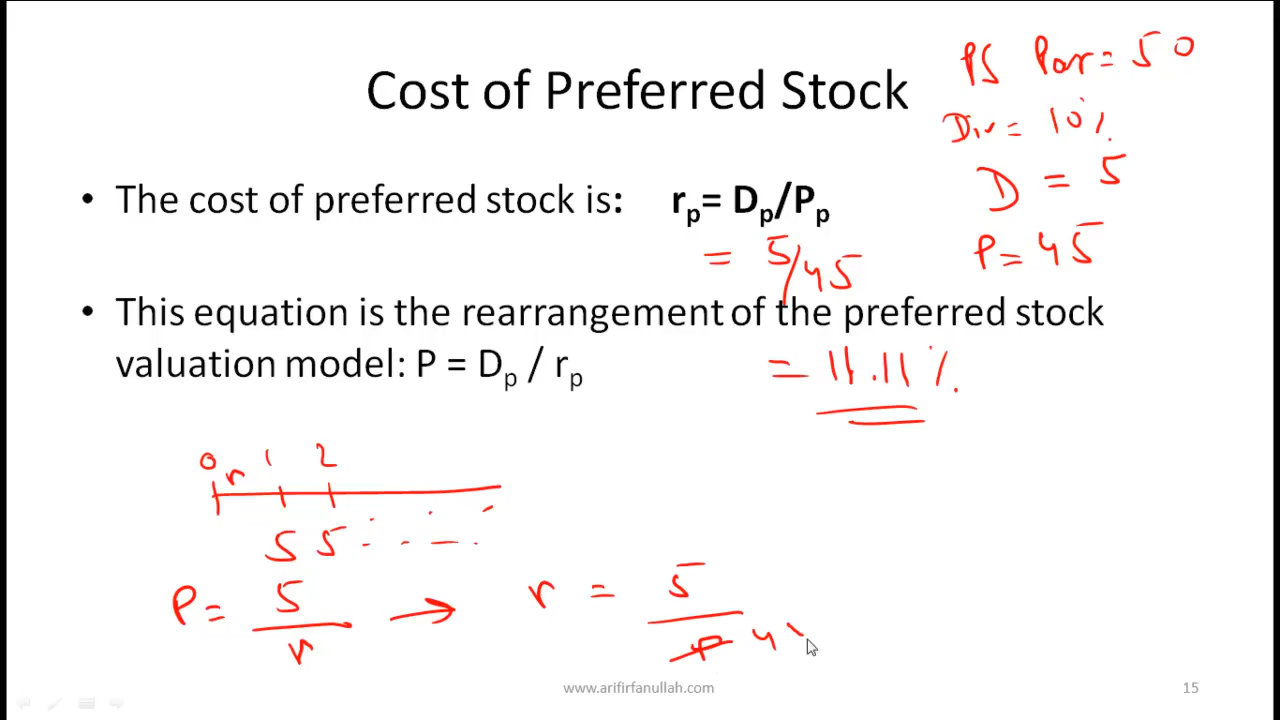 Cost of Preferred Stock
PS Par = 50
Div = 10%
D = 5
P = 45
• The cost of preferred stock is: rp= Dp/Pp
= 5/45
• This equation is the rearrangement of the preferred stock
valuation model: P = Dp / rp
= 11.11%
0 r 1 2
5 5 . . . .
P = 5/r → r = 5/P 4
www.arifirfanullah.com
15